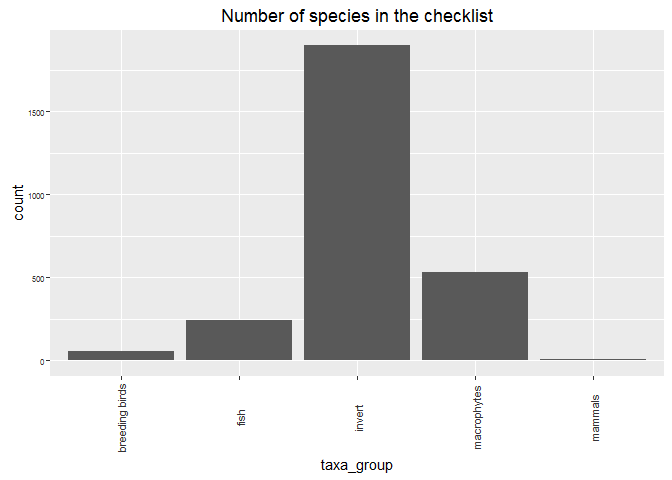 Number of species in the checklist
count
1500
1000
500
0
breeding birds
fish
invert
macrophytes
mammals
taxa_group